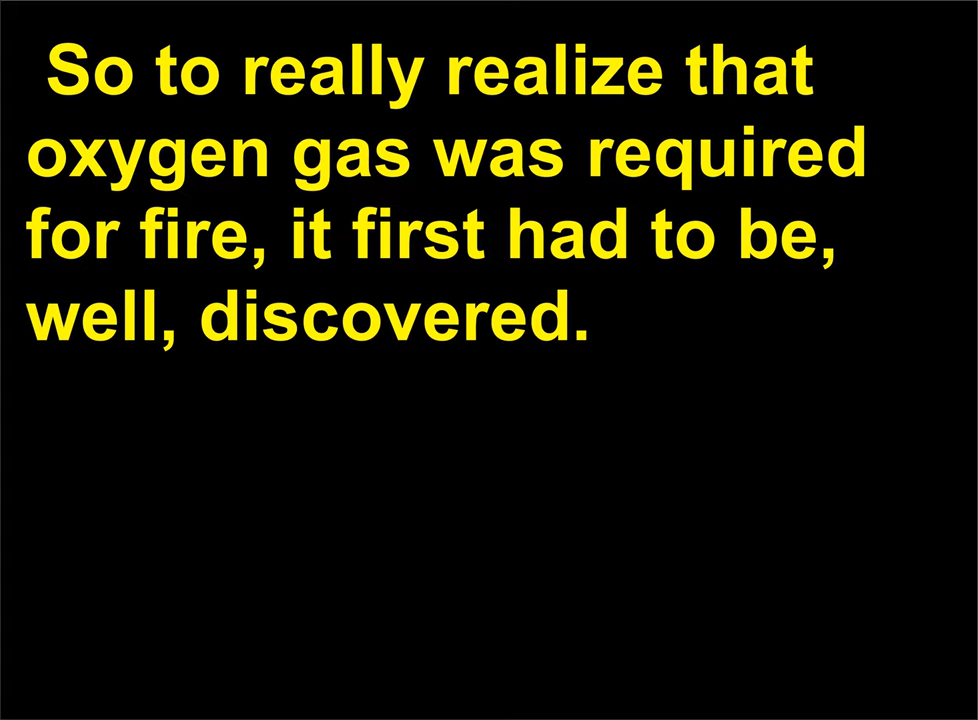 So to really realize that
oxygen gas was required
for fire, it first had to be,
well, discovered.